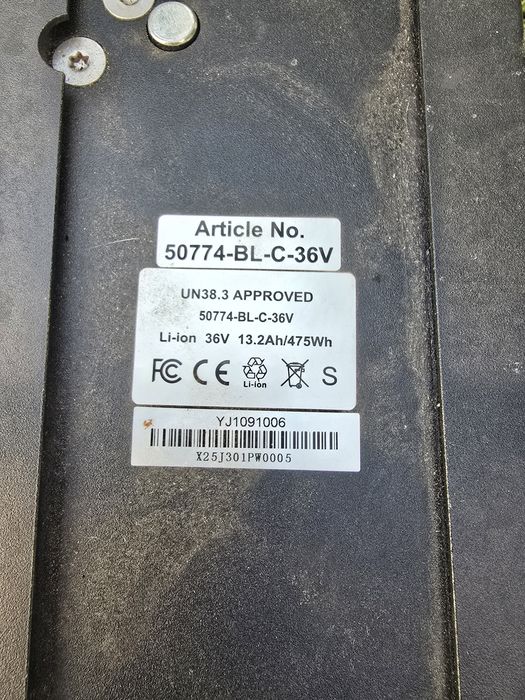 Article No.
50774-BL-C-36V
UN38.3 APPROVED
50774-BL-C-36V
Li-ion 36V 13.2Ah/475Wh
FC CE Li-ion S
YJ1091006
X25J301PW0005